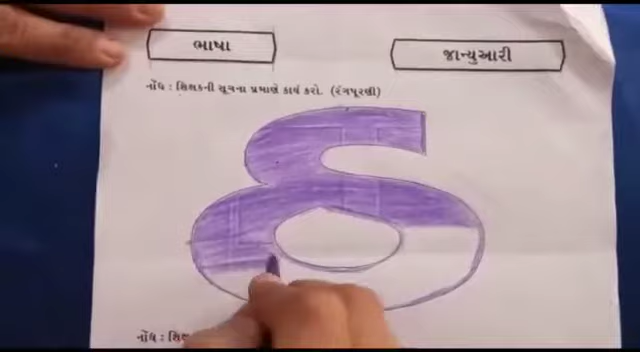 ભાષા
જાન્યુઆરી
નોંધ : શિક્ષકની સૂચના પ્રમાણે કાર્ય કરો. (રંગપૂરણી)
ઠ
નોંધ :